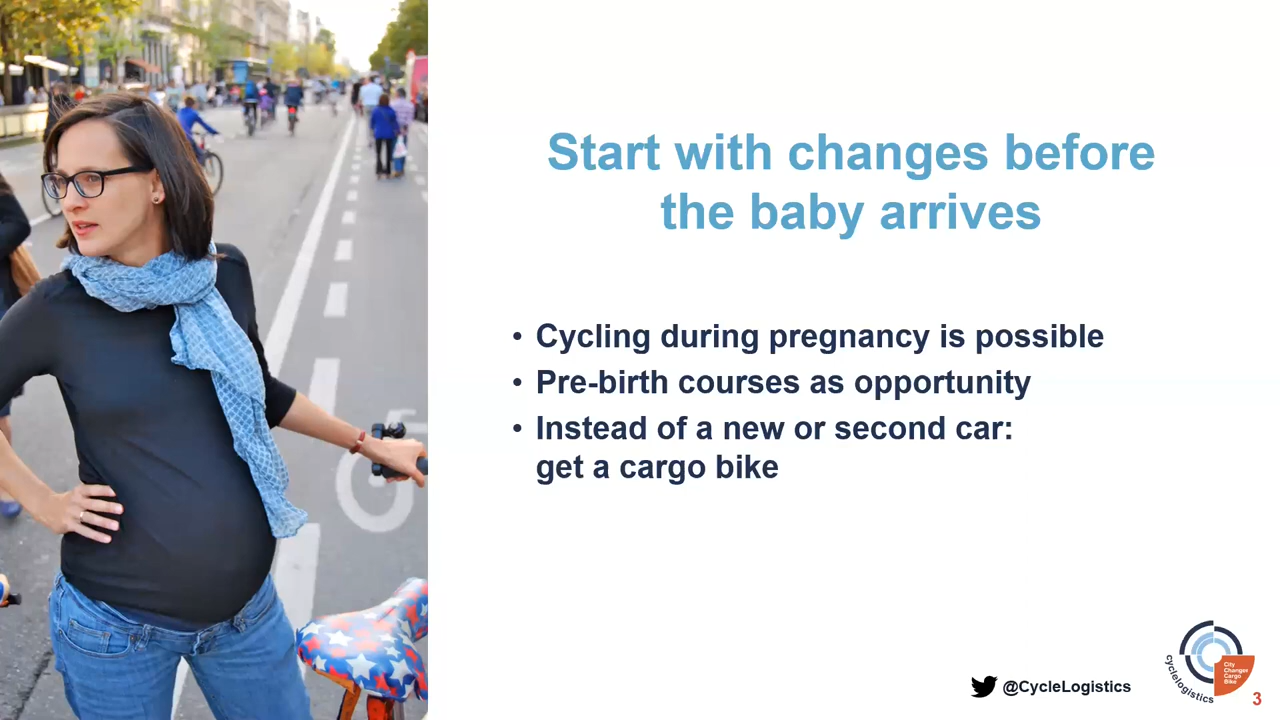 Start with changes before
the baby arrives
• Cycling during pregnancy is possible
• Pre-birth courses as opportunity
• Instead of a new or second car:
get a cargo bike
@CycleLogistics
cyclelogistics
City
Changer
Cargo
Bike
3